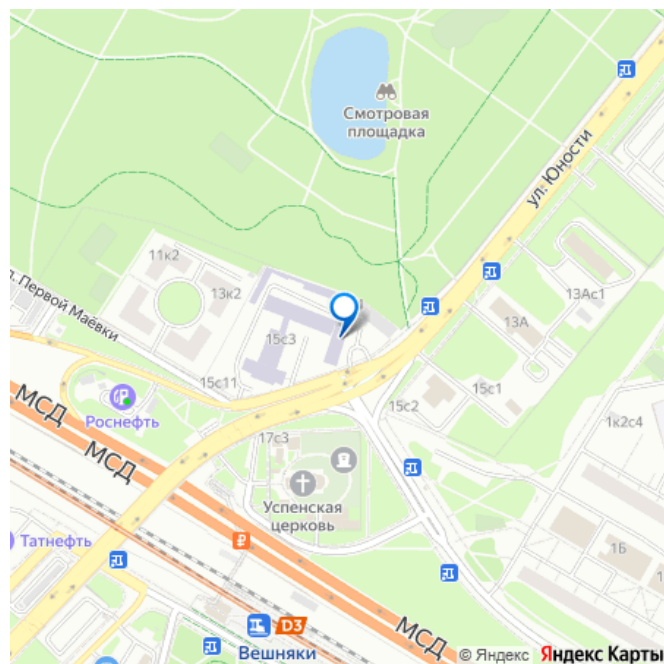 Смотровая
площадка
ул. Юности
11к2
13к2
л. Первой Маёвки
13Ас1
13А
15с3
15с11
15с1
15с2
МСД
Роснефть
1к2с4
МСД
17с3
Успенская
церковь
Татнефть
1Б
₽
D3
Вешняки
МСД
© Яндекс Яндекс Карты